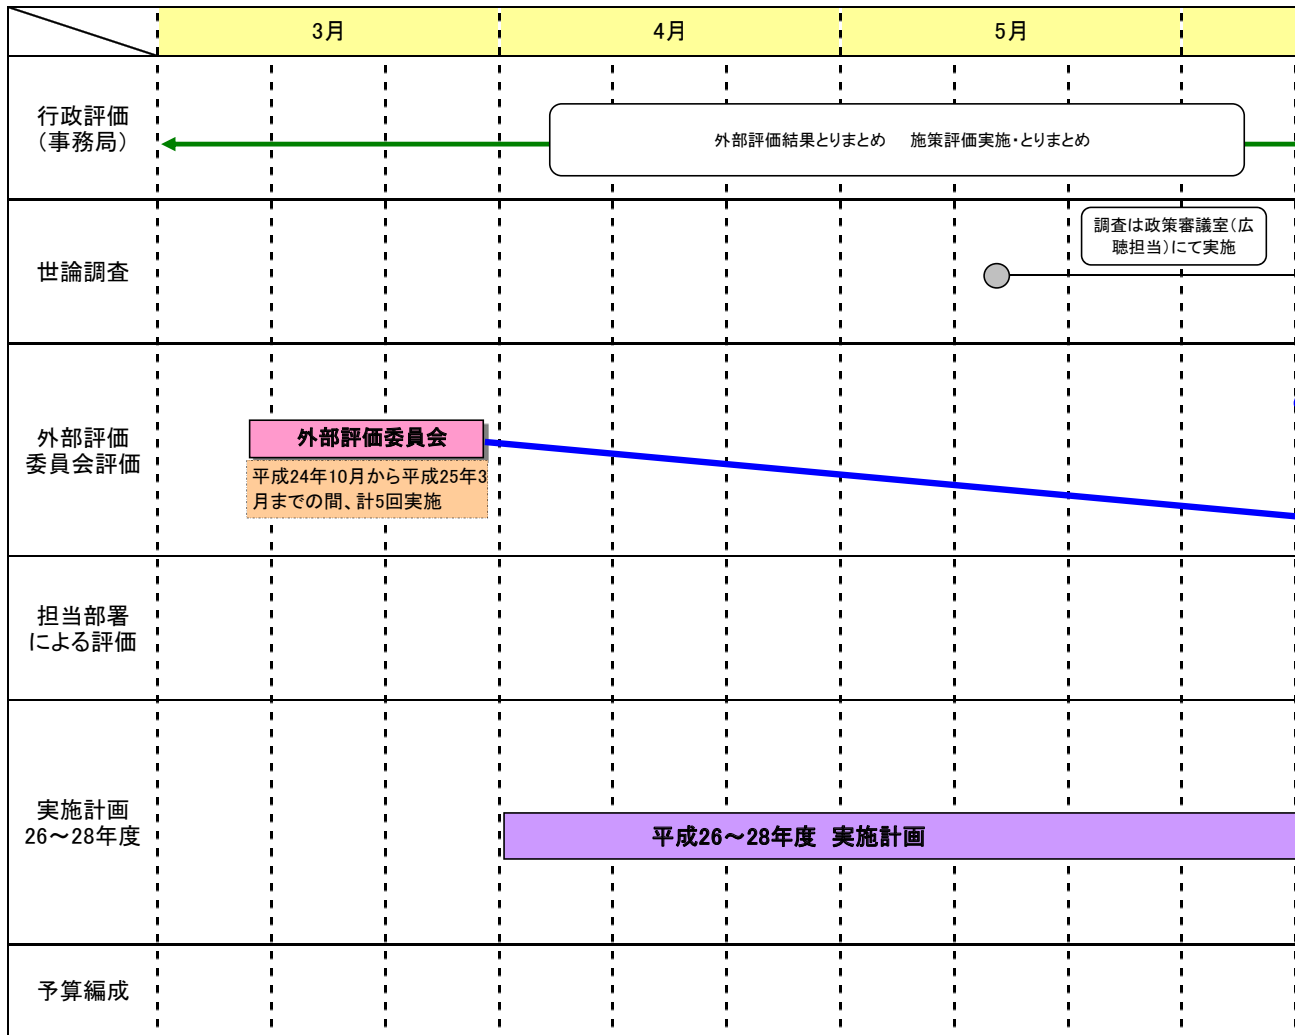 3月
4月
5月
行政評価
（事務局）
外部評価結果とりまとめ　施策評価実施・とりまとめ
世論調査
調査は政策審議室（広
聴担当）にて実施
外部評価
委員会評価
外部評価委員会
平成24年10月から平成25年3
月までの間、計5回実施
担当部署
による評価
実施計画
26～28年度
平成26～28年度　実施計画
予算編成